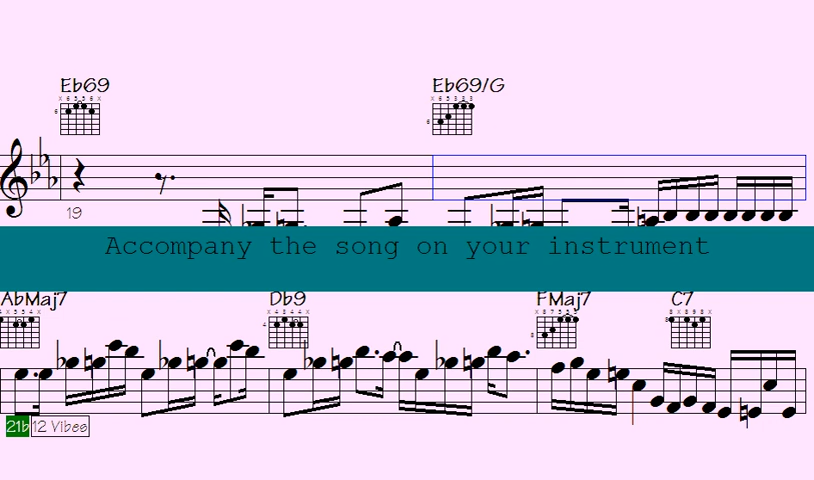 Eb69 Eb69/G
19
Accompany the song on your instrument
AbMaj7 Db9 FMaj7 C7
21b 12 Vibes